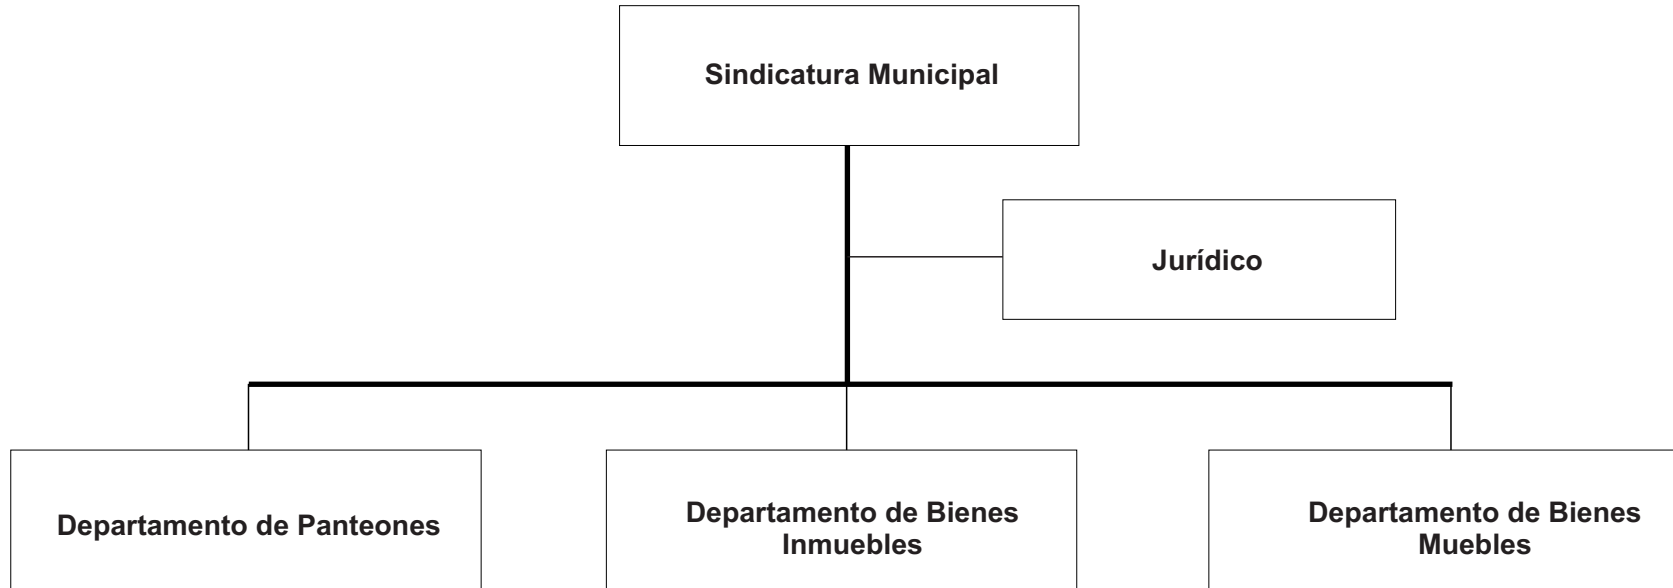 Sindicatura Municipal
Jurídico
Departamento de Panteones
Departamento de Bienes
Inmuebles
Departamento de Bienes
Muebles